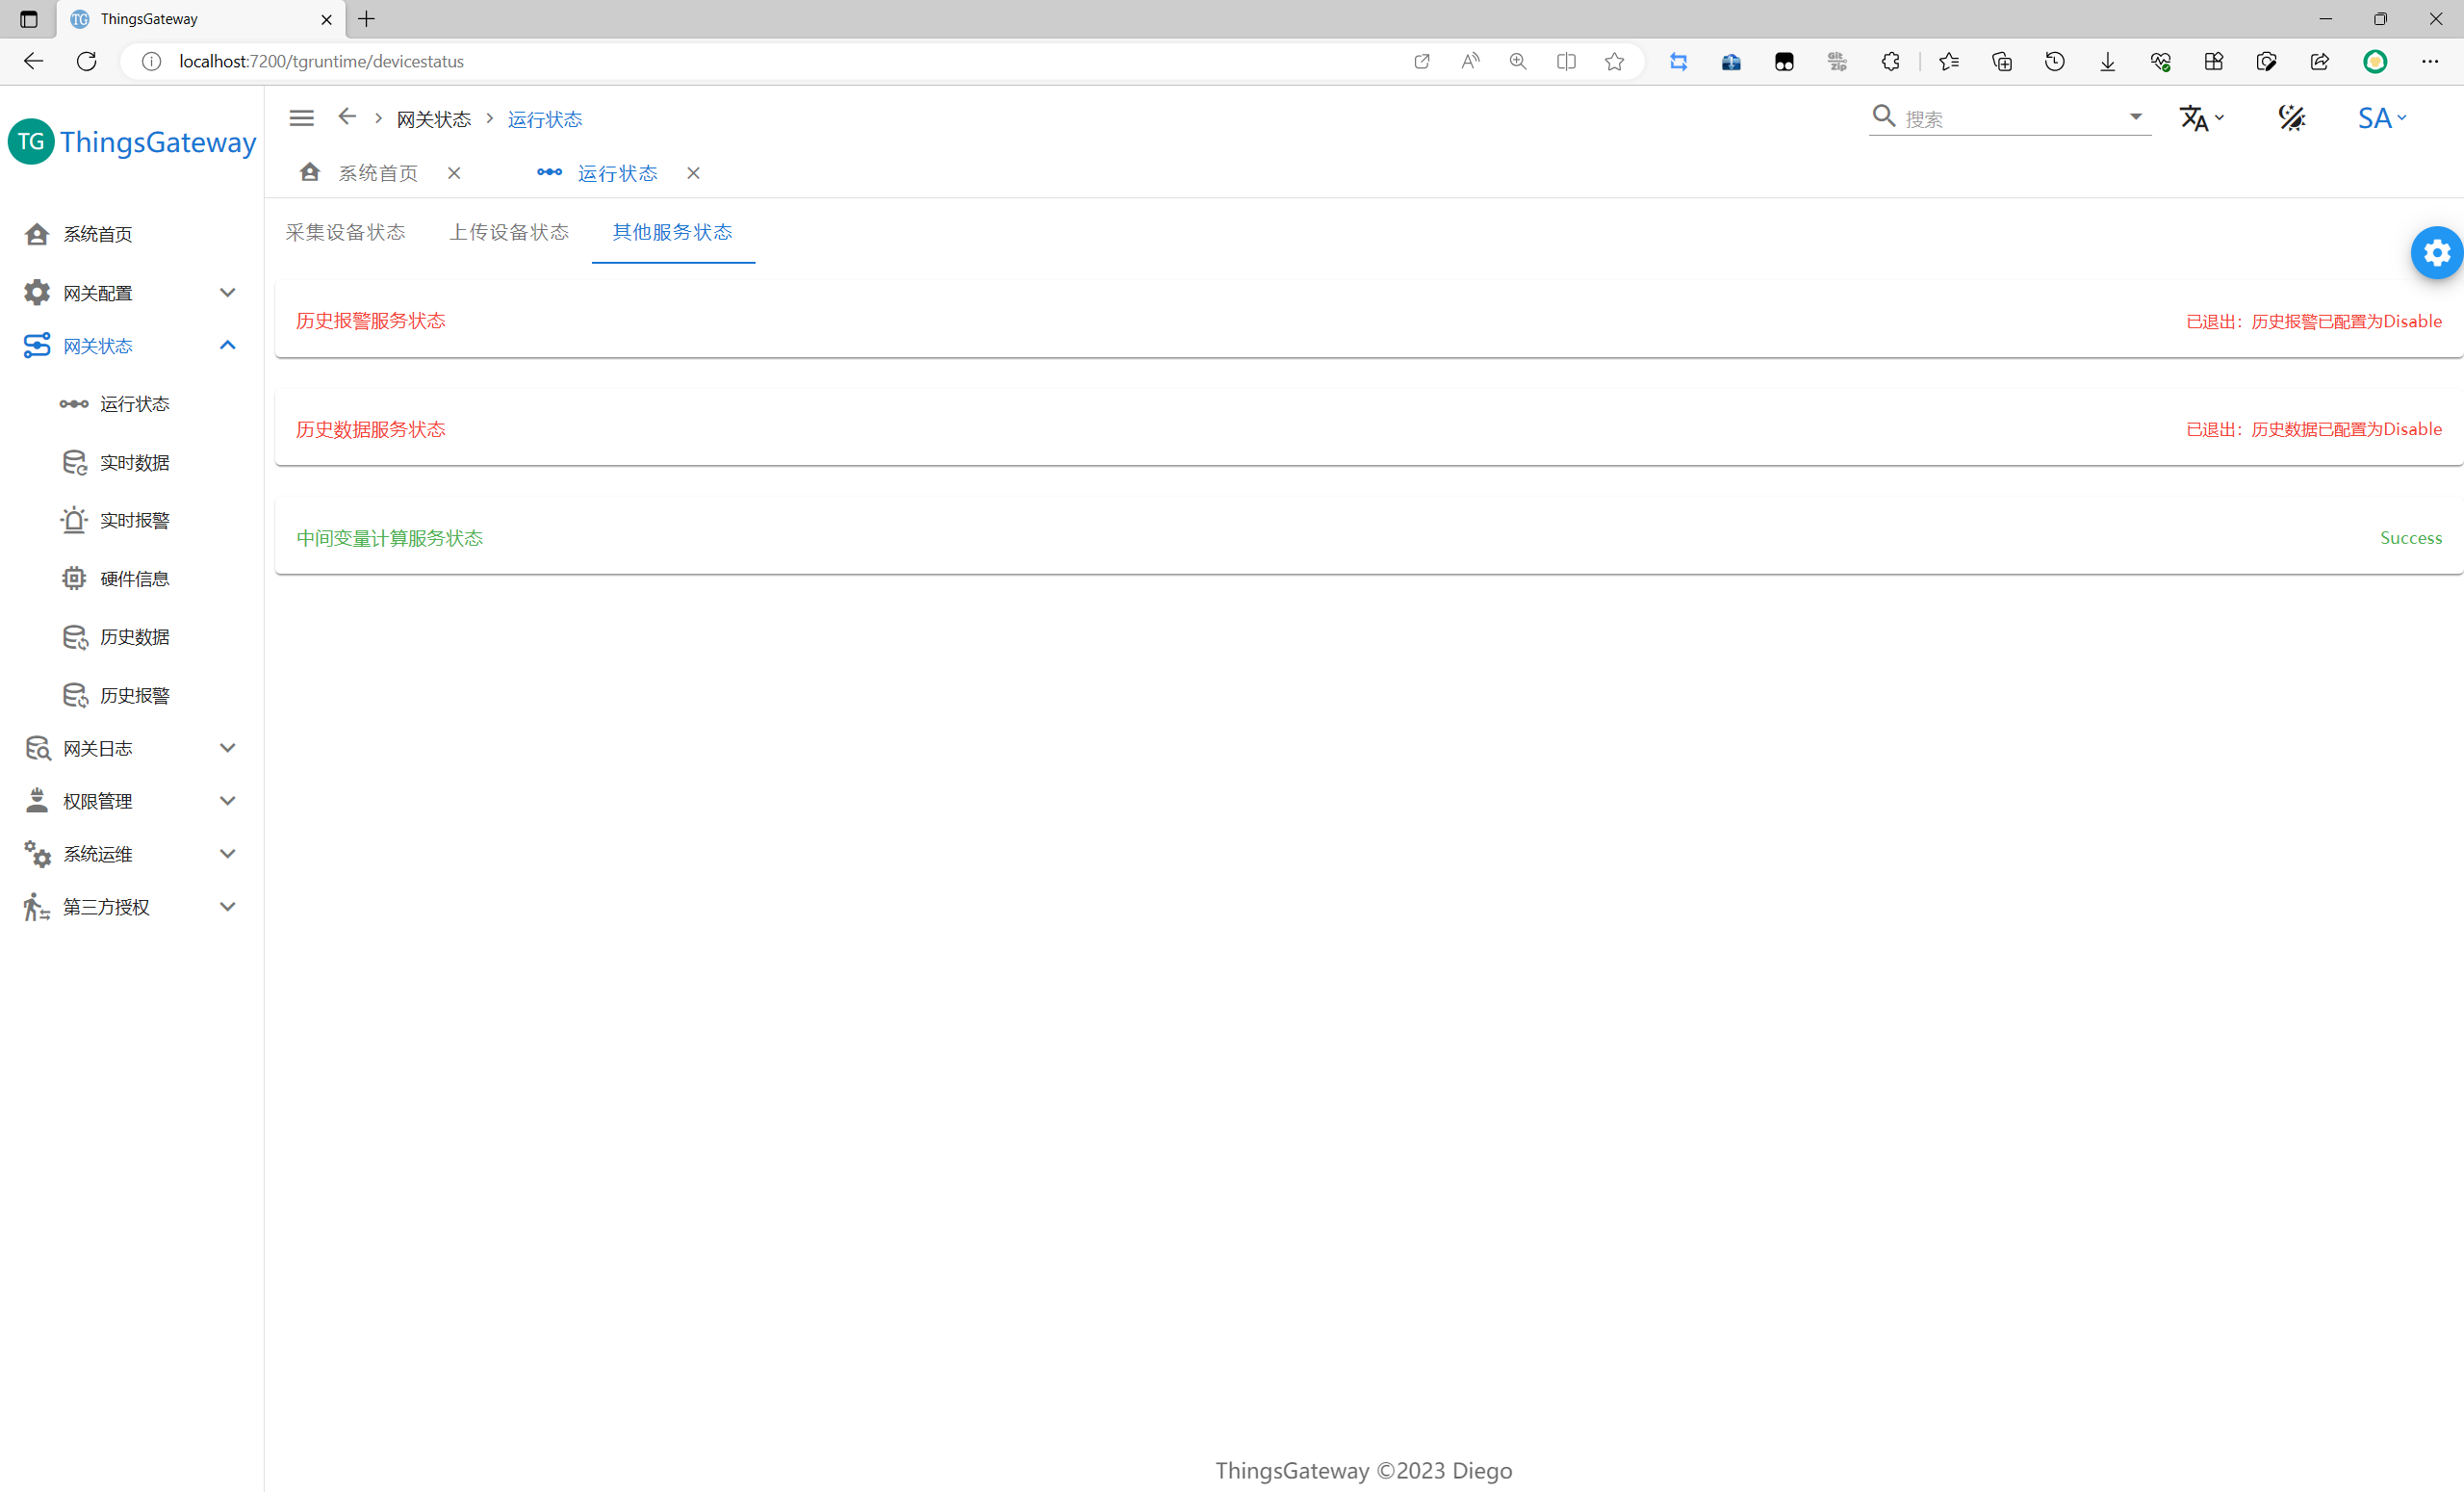 ThingsGateway
localhost:7200/tgruntime/devicestatus
TG ThingsGateway
网关状态 运行状态
搜索
SA
系统首页 运行状态
采集设备状态 上传设备状态 其他服务状态
系统首页
网关配置
网关状态
运行状态
实时数据
实时报警
硬件信息
历史数据
历史报警
网关日志
权限管理
系统运维
第三方授权
历史报警服务状态 已退出：历史报警已配置为Disable
历史数据服务状态 已退出：历史数据已配置为Disable
中间变量计算服务状态 Success
ThingsGateway ©2023 Diego